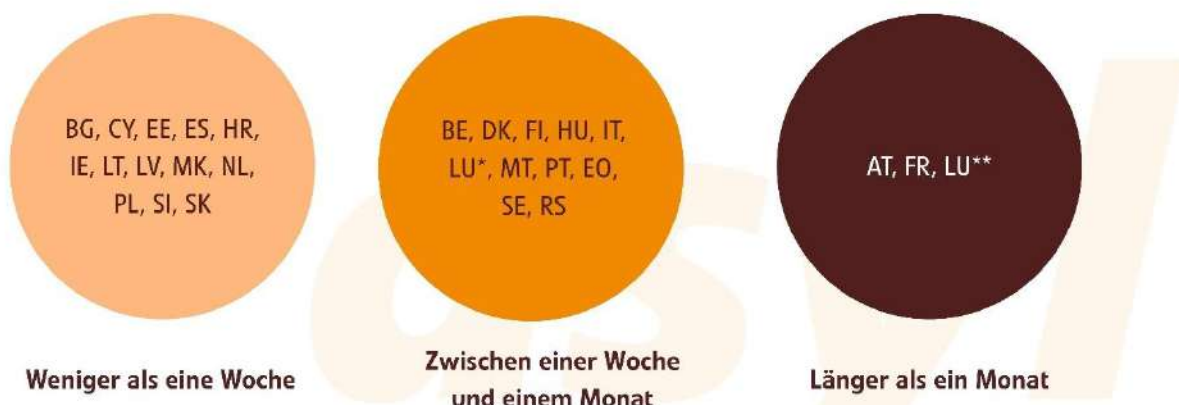 BG, CY, EE, ES, HR,
IE, LT, LV, MK, NL,
PL, SI, SK
BE, DK, FI, HU, IT,
LU*, MT, PT, EO,
SE, RS
AT, FR, LU**
Weniger als eine Woche
Zwischen einer Woche
und einem Monat
Länger als ein Monat
asyl